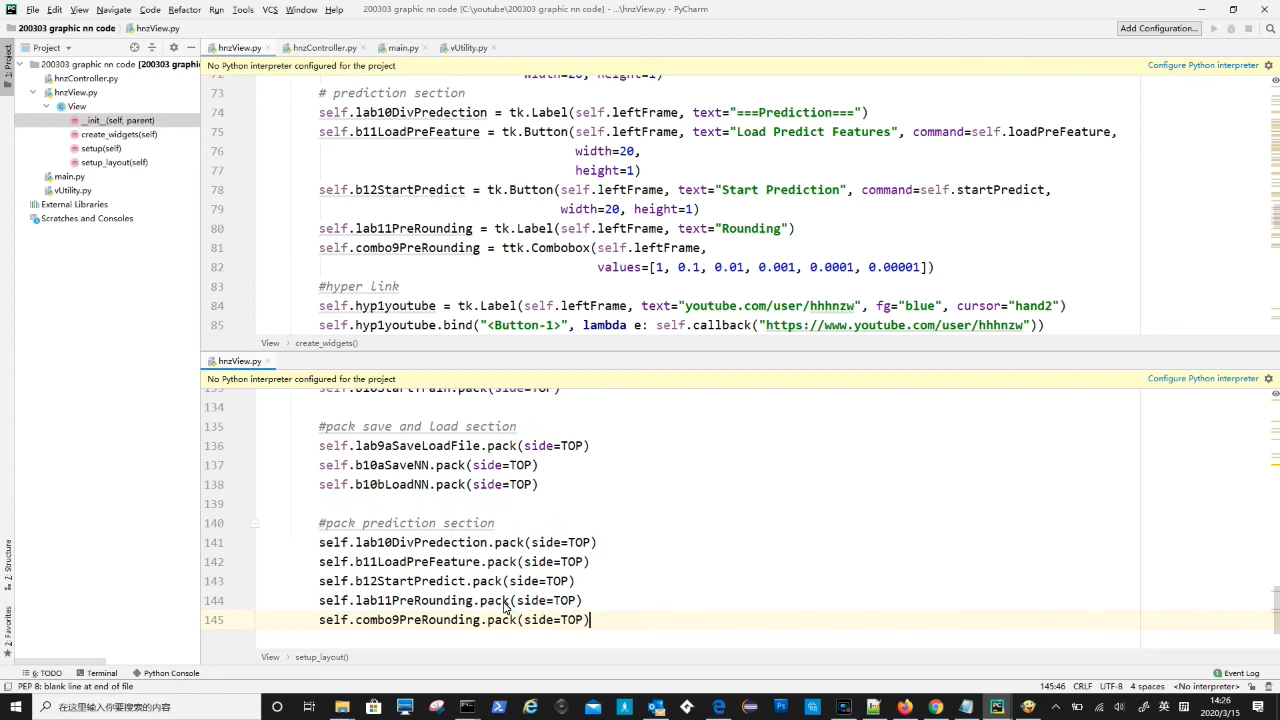 File Edit View Navigate Code Refactor Run Tools VCS Window Help 200303 graphic nn code [C:\youtube\200303 graphic nn code] - ...\hnzView.py - PyCharm
200303 graphic nn code hnzView.py Add Configuration...
Project hnzView.py hnzController.py main.py vUtility.py
1: Project
200303 graphic nn code [200303 graphi
hnzController.py
hnzView.py
View
__init__(self, parent)
create_widgets(self)
setup(self)
setup_layout(self)
main.py
vUtility.py
External Libraries
Scratches and Consoles
No Python interpreter configured for the project Configure Python interpreter
width=20, height=1)
73 # prediction section
74 self.lab10DivPredection = tk.Label(self.leftFrame, text="===Prediction===")
75 self.b11LoadPreFeature = tk.Button(self.leftFrame, text="Load Predict Features", command=self.loadPreFeature,
76 width=20,
77 height=1)
78 self.b12StartPredict = tk.Button(self.leftFrame, text="Start Prediction", command=self.startPredict,
79 width=20, height=1)
80 self.lab11PreRounding = tk.Label(self.leftFrame, text="Rounding")
81 self.combo9PreRounding = ttk.Combobox(self.leftFrame,
82 values=[1, 0.1, 0.01, 0.001, 0.0001, 0.00001])
83 #hyper link
84 self.hyp1youtube = tk.Label(self.leftFrame, text="youtube.com/user/hhhnzw", fg="blue", cursor="hand2")
85 self.hyp1youtube.bind("<Button-1>", lambda e: self.callback("https://www.youtube.com/user/hhhnzw"))
View create_widgets()
hnzView.py
No Python interpreter configured for the project Configure Python interpreter
134
135 #pack save and load section
136 self.lab9aSaveLoadFile.pack(side=TOP)
137 self.b10aSaveNN.pack(side=TOP)
138 self.b10bLoadNN.pack(side=TOP)
139
140 #pack prediction section
141 self.lab10DivPredection.pack(side=TOP)
142 self.b11LoadPreFeature.pack(side=TOP)
143 self.b12StartPredict.pack(side=TOP)
144 self.lab11PreRounding.pack(side=TOP)
145 self.combo9PreRounding.pack(side=TOP)
View setup_layout()
Z: Structure
2: Favorites
6: TODO Terminal Python Console Event Log
PEP 8: blank line at end of file 145:46 CRLF UTF-8 4 spaces <No interpreter>
在这里输入你要搜索的内容 英 14:26
2020/3/15